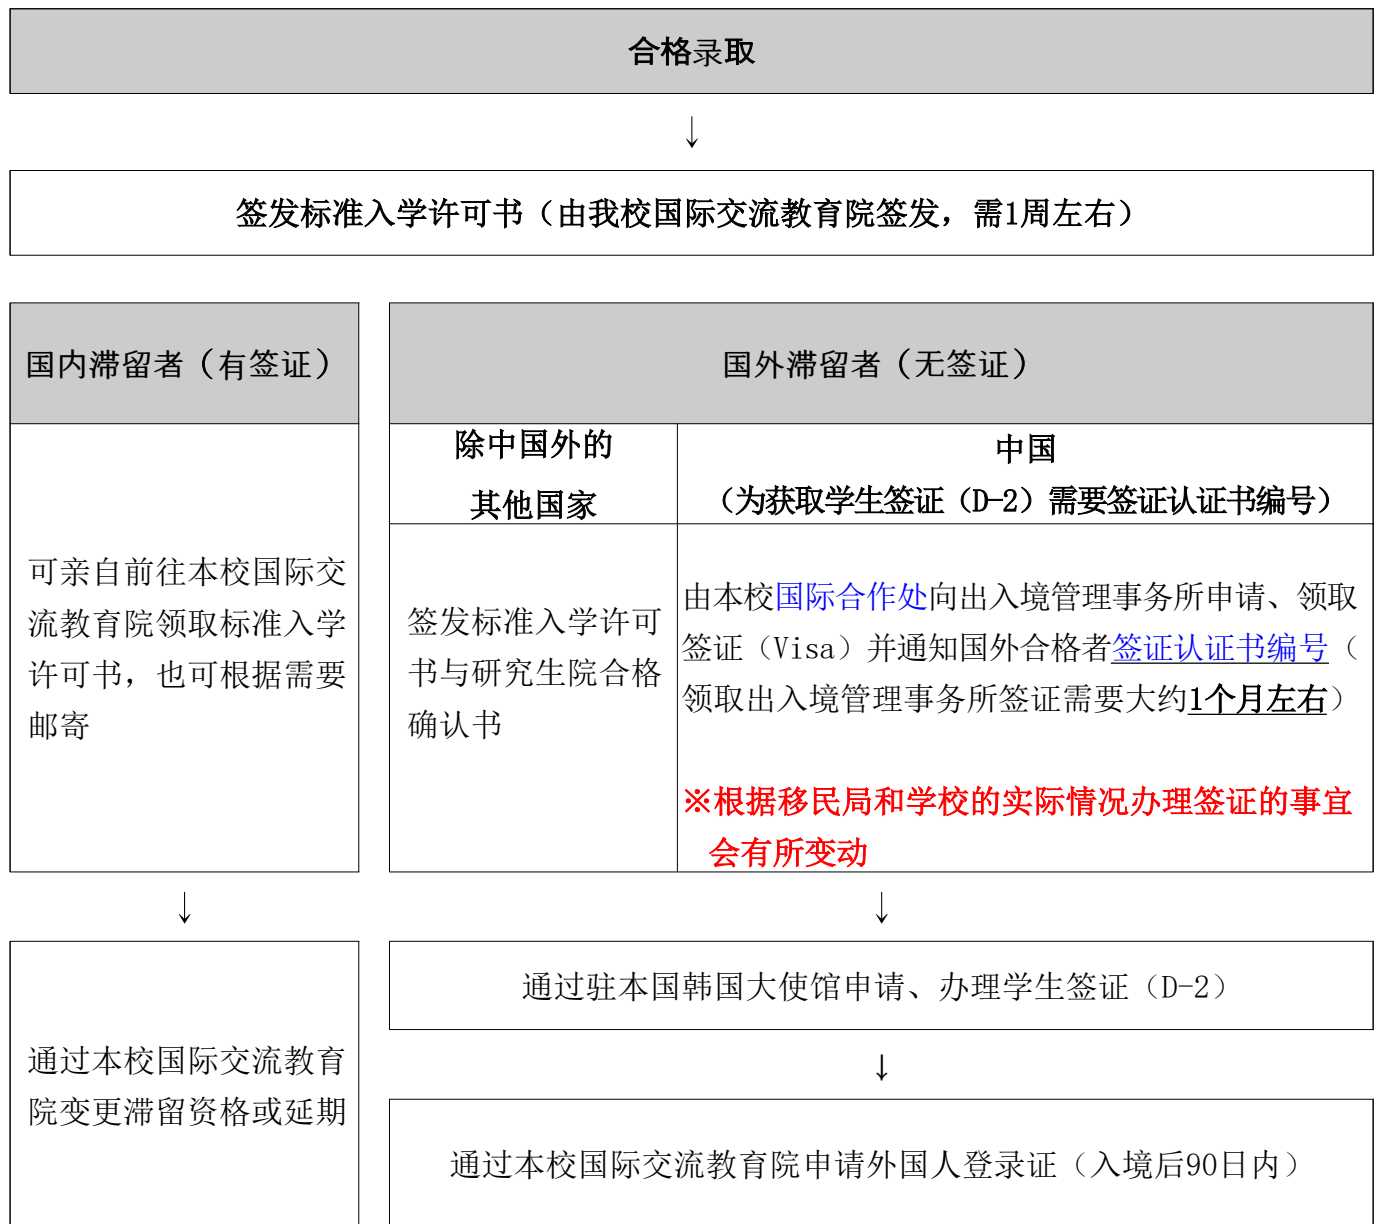 合格录取
↓
签发标准入学许可书（由我校国际交流教育院签发，需1周左右）
国内滞留者（有签证）
可亲自前往本校国际交
流教育院领取标准入学
许可书，也可根据需要
邮寄
↓
通过本校国际交流教育
院变更滞留资格或延期
国外滞留者（无签证）
除中国外的
其他国家
签发标准入学许可
书与研究生院合格
确认书
中国
（为获取学生签证（D-2）需要签证认证书编号）
由本校国际合作处向出入境管理事务所申请、领取
签证（Visa）并通知国外合格者签证认证书编号（
领取出入境管理事务所签证需要大约1个月左右）
※根据移民局和学校的实际情况办理签证的事宜
会有所变动
↓
通过驻本国韩国大使馆申请、办理学生签证（D-2）
↓
通过本校国际交流教育院申请外国人登录证（入境后90日内）